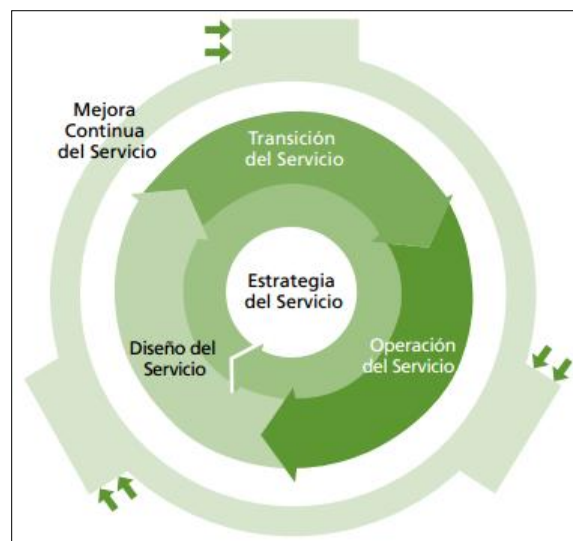 Mejora
Continua
del Servicio
Transición
del Servicio
Estrategia
del Servicio
Diseño del
Servicio
Operación
del Servicio